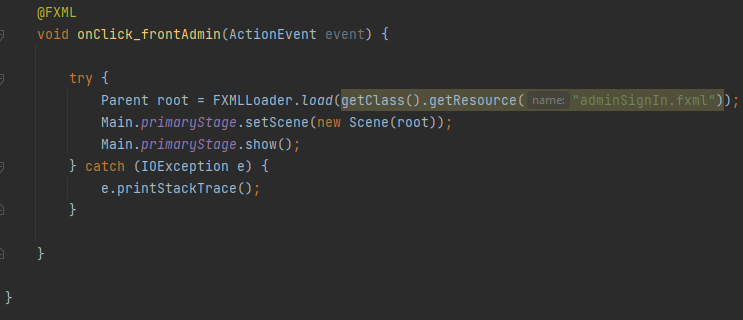 @FXML
void onClick_frontAdmin(ActionEvent event) {
try {
Parent root = FXMLLoader.load(getClass().getResource( name: "adminSignIn.fxml"));
Main.primaryStage.setScene(new Scene(root));
Main.primaryStage.show();
} catch (IOException e) {
e.printStackTrace();
}
}
}